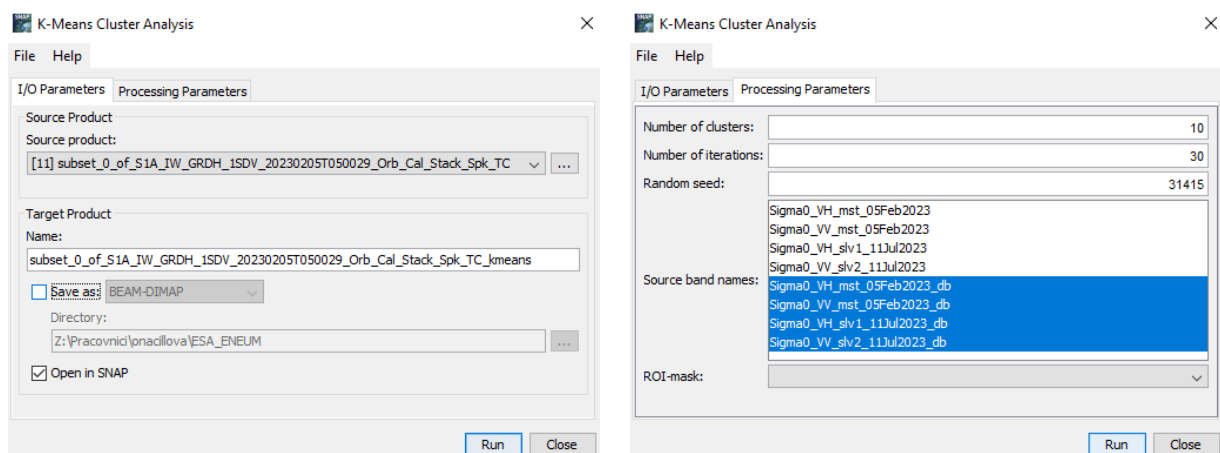 K-Means Cluster Analysis
File Help
I/O Parameters Processing Parameters
Source Product
Source product:
[11] subset_0_of_S1A_IW_GRDH_1SDV_20230205T050029_Orb_Cal_Stack_Spk_TC ...
Target Product
Name:
subset_0_of_S1A_IW_GRDH_1SDV_20230205T050029_Orb_Cal_Stack_Spk_TC_kmeans
Save as: BEAM-DIMAP
Directory:
Z:\Pracovnici\onacillova\ESA_ENEUM ...
Open in SNAP
Run Close
K-Means Cluster Analysis
File Help
I/O Parameters Processing Parameters
Number of clusters: 10
Number of iterations: 30
Random seed: 31415
Source band names:
Sigma0_VH_mst_05Feb2023
Sigma0_VV_mst_05Feb2023
Sigma0_VH_slv1_11Jul2023
Sigma0_VV_slv2_11Jul2023
Sigma0_VH_mst_05Feb2023_db
Sigma0_VV_mst_05Feb2023_db
Sigma0_VH_slv1_11Jul2023_db
Sigma0_VV_slv2_11Jul2023_db
ROI-mask:
Run Close